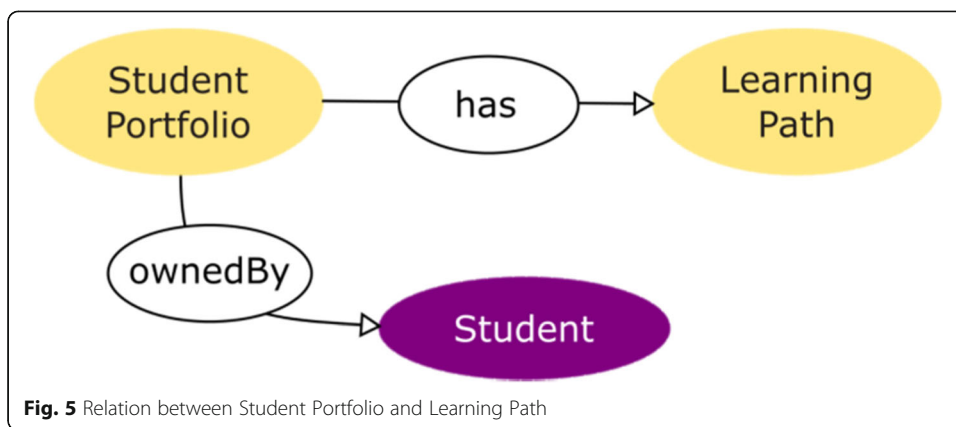 Student
Portfolio
has
Learning
Path
ownedBy
Student
Fig. 5 Relation between Student Portfolio and Learning Path